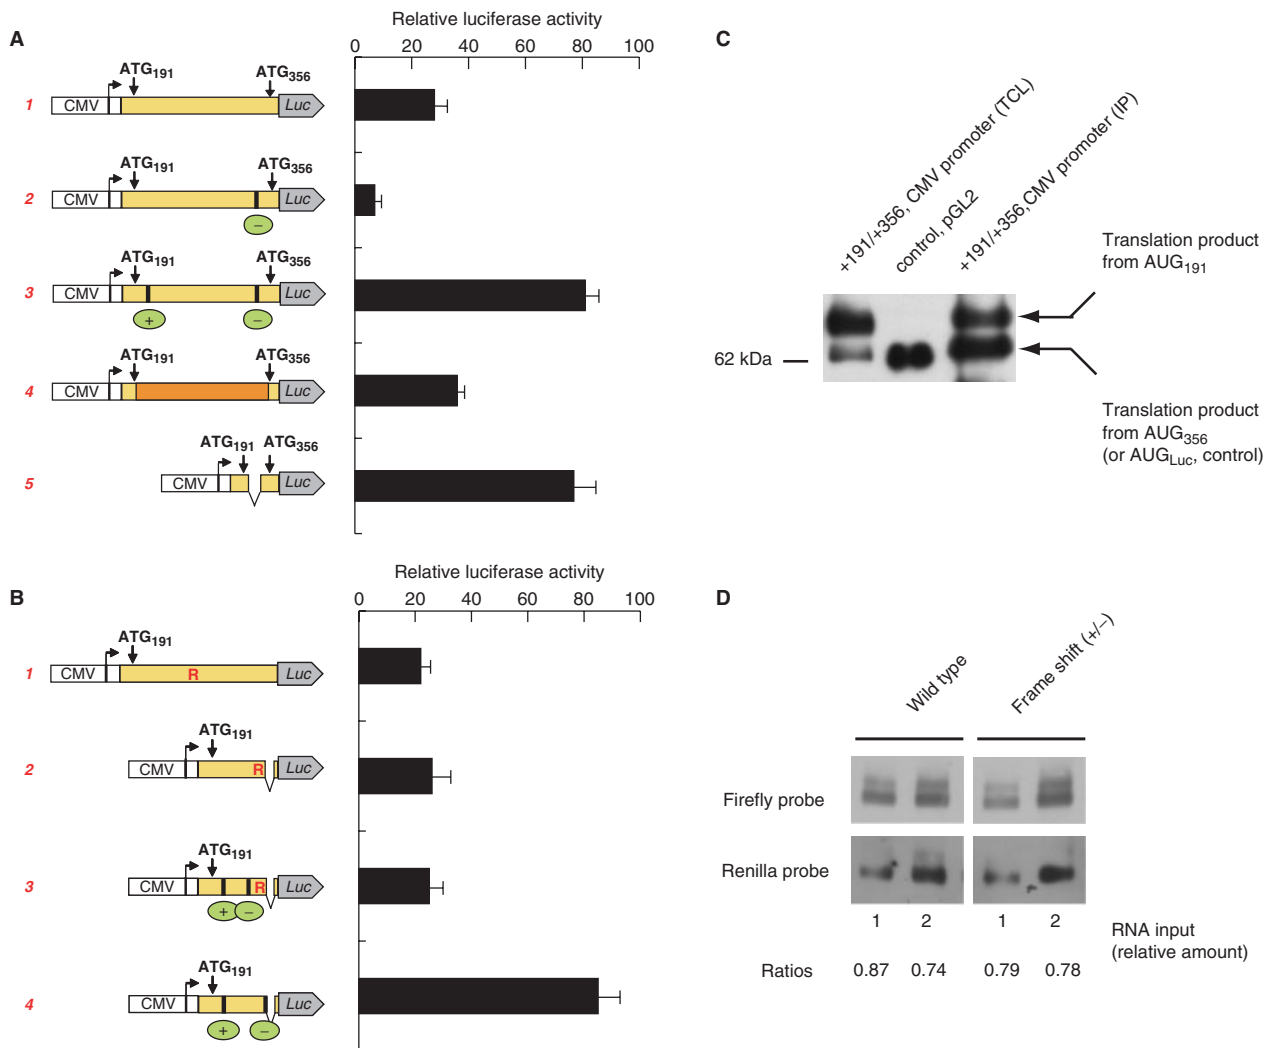 A
Relative luciferase activity
0 20 40 60 80 100
1
ATG191
ATG356
CMV
Luc
2
ATG191
ATG356
CMV
Luc
−
3
ATG191
ATG356
CMV
Luc
+
−
4
ATG191
ATG356
CMV
Luc
5
ATG191
ATG356
CMV
Luc
B
Relative luciferase activity
0 20 40 60 80 100
1
ATG191
CMV
R
Luc
2
ATG191
CMV
R
Luc
3
ATG191
CMV
R
Luc
+
−
4
ATG191
CMV
Luc
+
−
C
+191/+356, CMV promoter (TCL)
control, pGL2
+191/+356,CMV promoter (IP)
62 kDa
Translation product
from AUG191
Translation product
from AUG356
(or AUGLuc, control)
D
Wild type
Frame shift (+/−)
Firefly probe
Renilla probe
1 2 1 2
RNA input
(relative amount)
Ratios 0.87 0.74 0.79 0.78